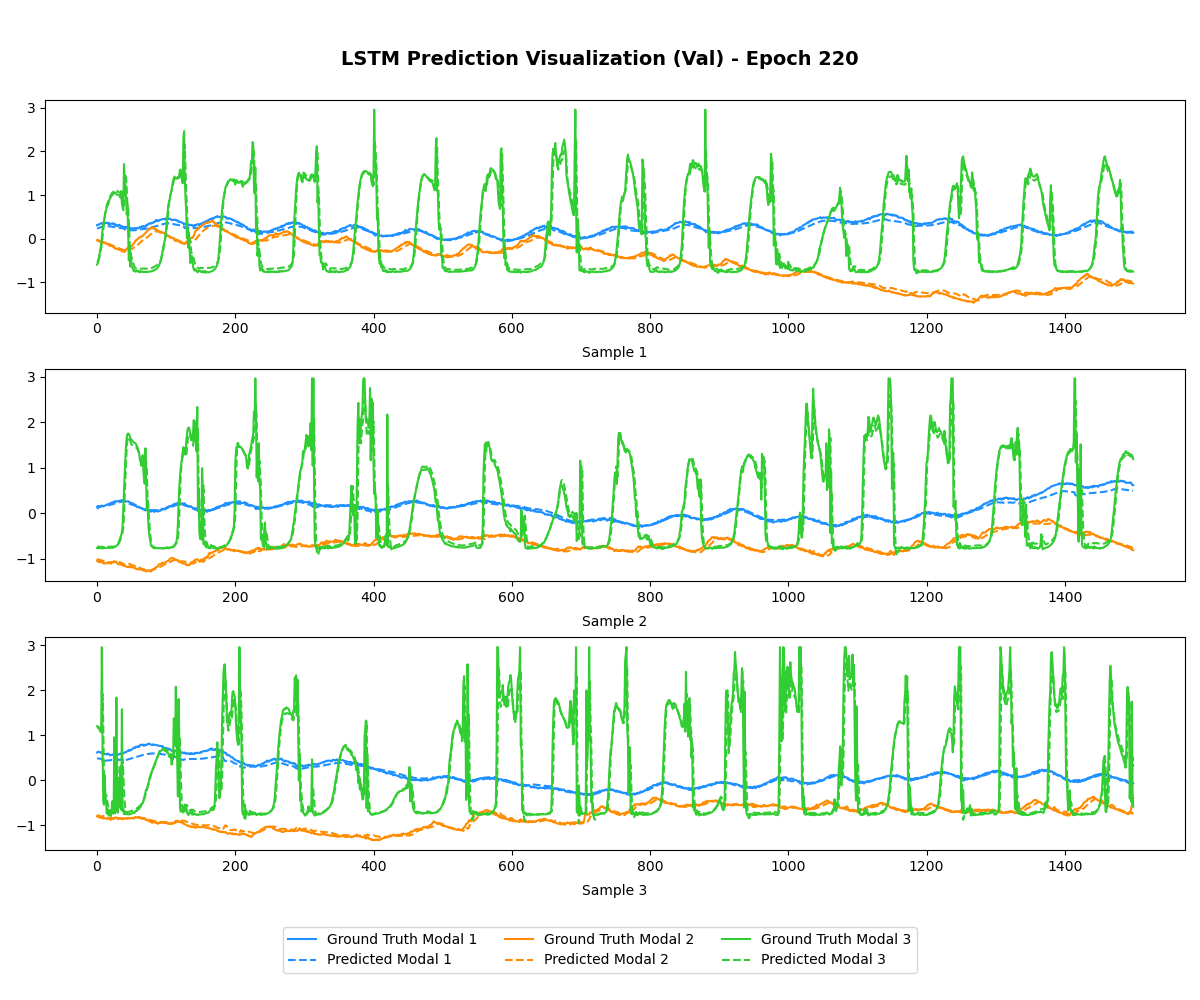 LSTM Prediction Visualization (Val) - Epoch 220
3
2
1
0
−1
0 200 400 600 800 1000 1200 1400
Sample 1
3
2
1
0
−1
0 200 400 600 800 1000 1200 1400
Sample 2
3
2
1
0
−1
0 200 400 600 800 1000 1200 1400
Sample 3
Ground Truth Modal 1 Ground Truth Modal 2 Ground Truth Modal 3
Predicted Modal 1 Predicted Modal 2 Predicted Modal 3